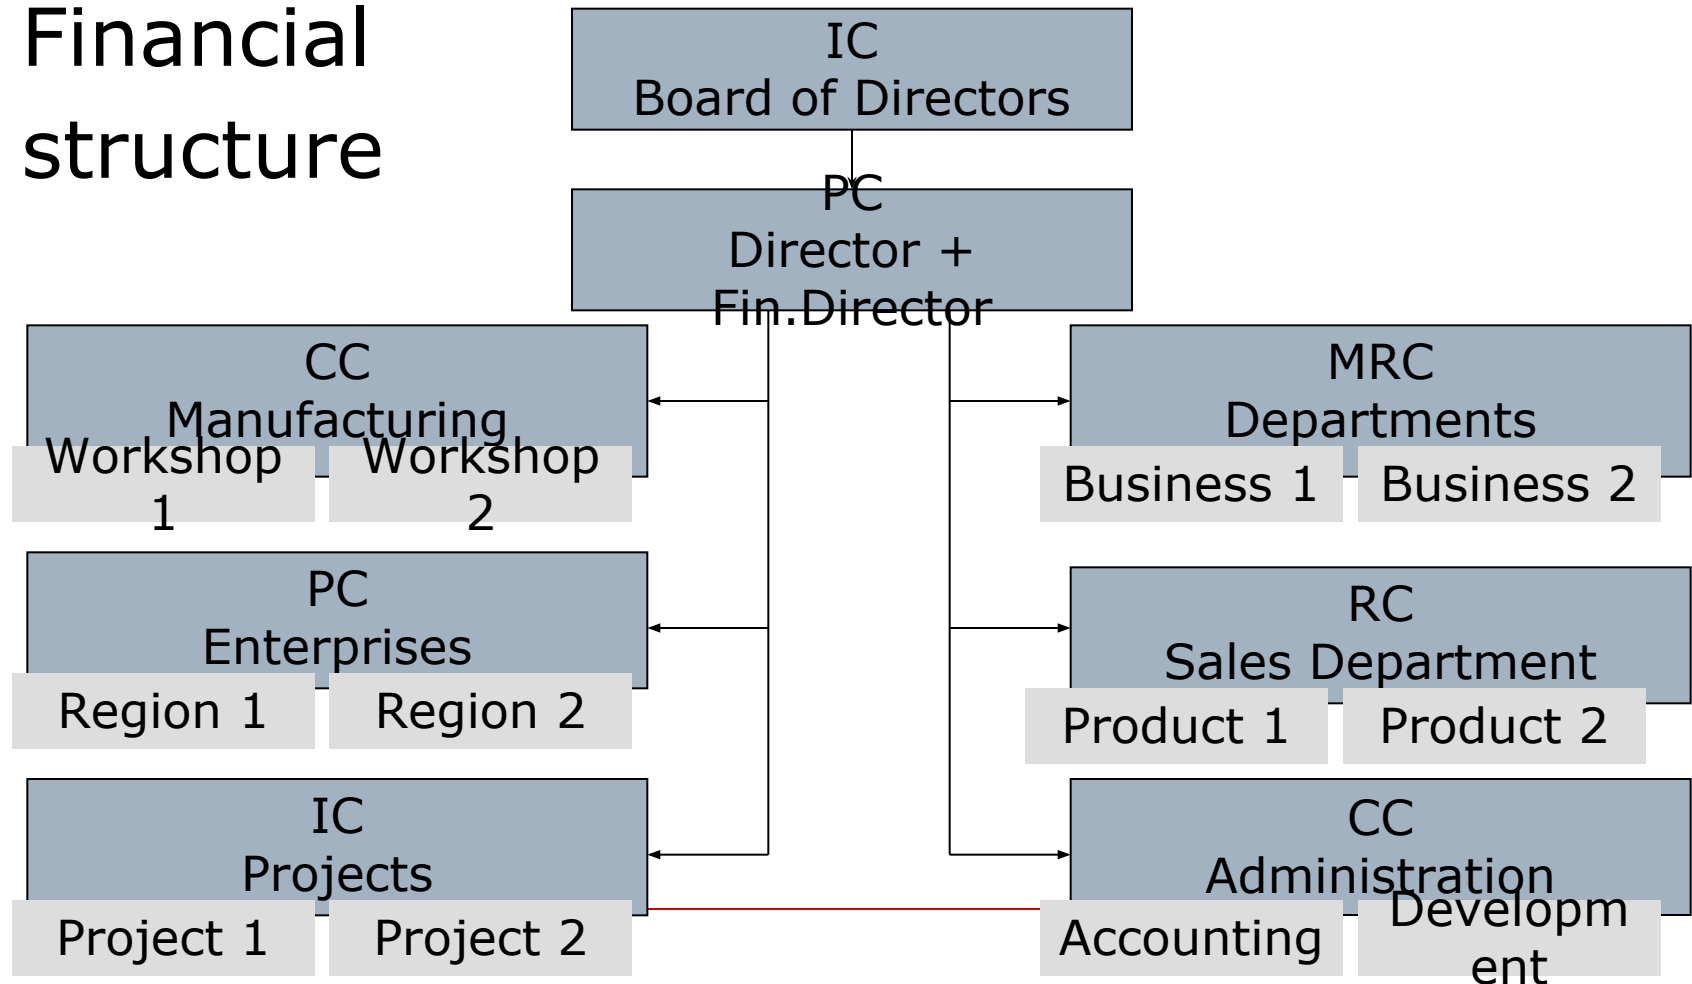 Financial
structure
IC
Board of Directors
PC
Director +
Fin.Director
CC
Manufacturing
Workshop
1
Workshop
2
MRC
Departments
Business 1
Business 2
PC
Enterprises
Region 1
Region 2
RC
Sales Department
Product 1
Product 2
IC
Projects
Project 1
Project 2
CC
Administration
Accounting
Developm
ent